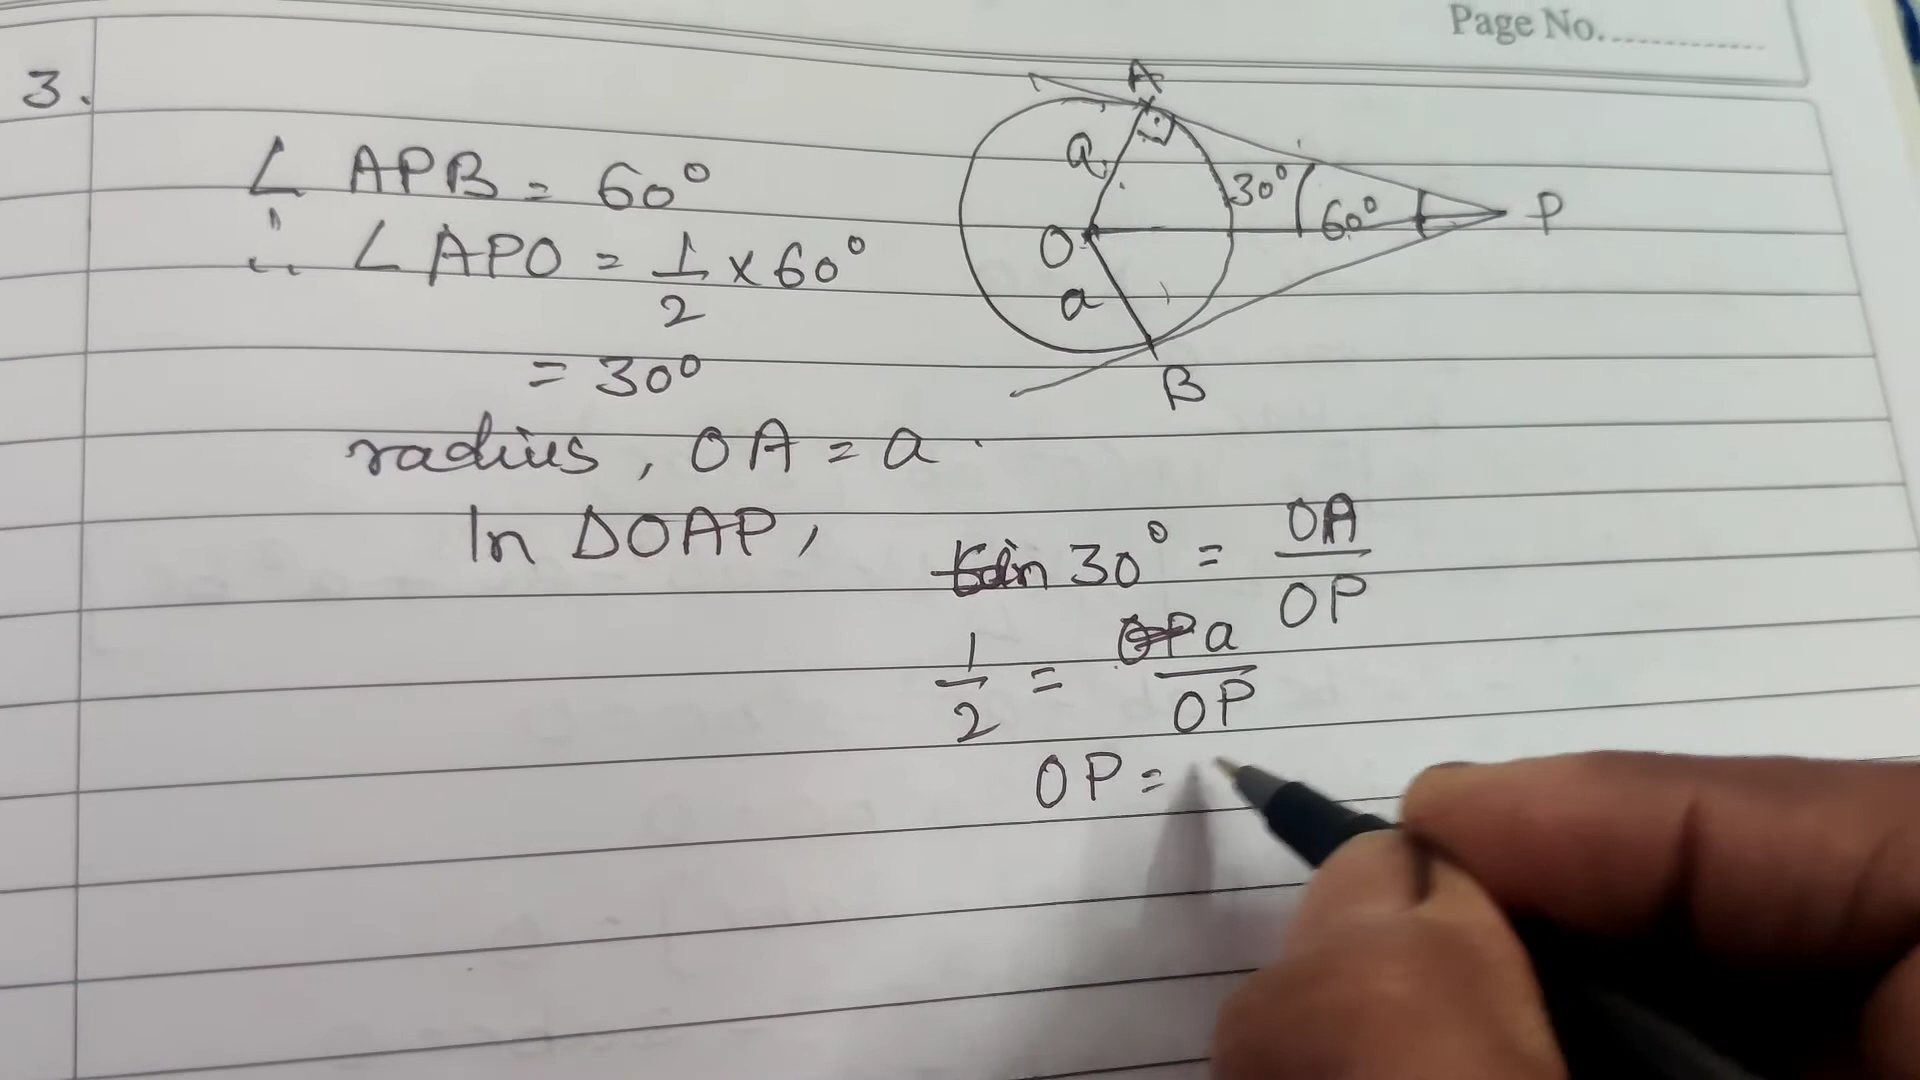 Page No.
3.
A
a
30°
60°
P
O
a
B
∠ APB = 60°
∴ ∠ APO = 1/2 × 60°
= 30°
radius, OA = a.
In ΔOAP,
sin 30° = OA/OP
1/2 = a/OP
OP =